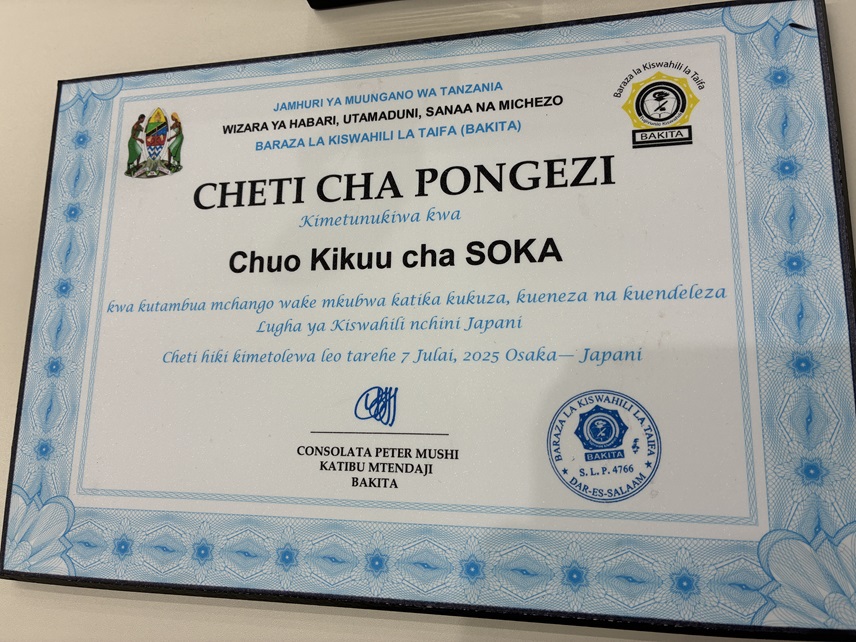 JAMHURI YA MUUNGANO WA TANZANIA
WIZARA YA HABARI, UTAMADUNI, SANAA NA MICHEZO
BARAZA LA KISWAHILI LA TAIFA (BAKITA)
Baraza la Kiswahili la Taifa
BAKITA
CHETI CHA PONGEZI
Kimetunukiwa kwa
Chuo Kikuu cha SOKA
kwa kutambua mchango wake mkubwa katika kukuza, kueneza na kuendeleza
Lugha ya Kiswahili nchini Japani
Cheti hiki kimetolewa leo tarehe 7 Julai, 2025 Osaka— Japani
CONSOLATA PETER MUSHI
KATIBU MTENDAJI
BAKITA
BARAZA LA KISWAHILI LA TAIFA
BAKITA
S. L. P. 4766
DAR-ES-SALAAM